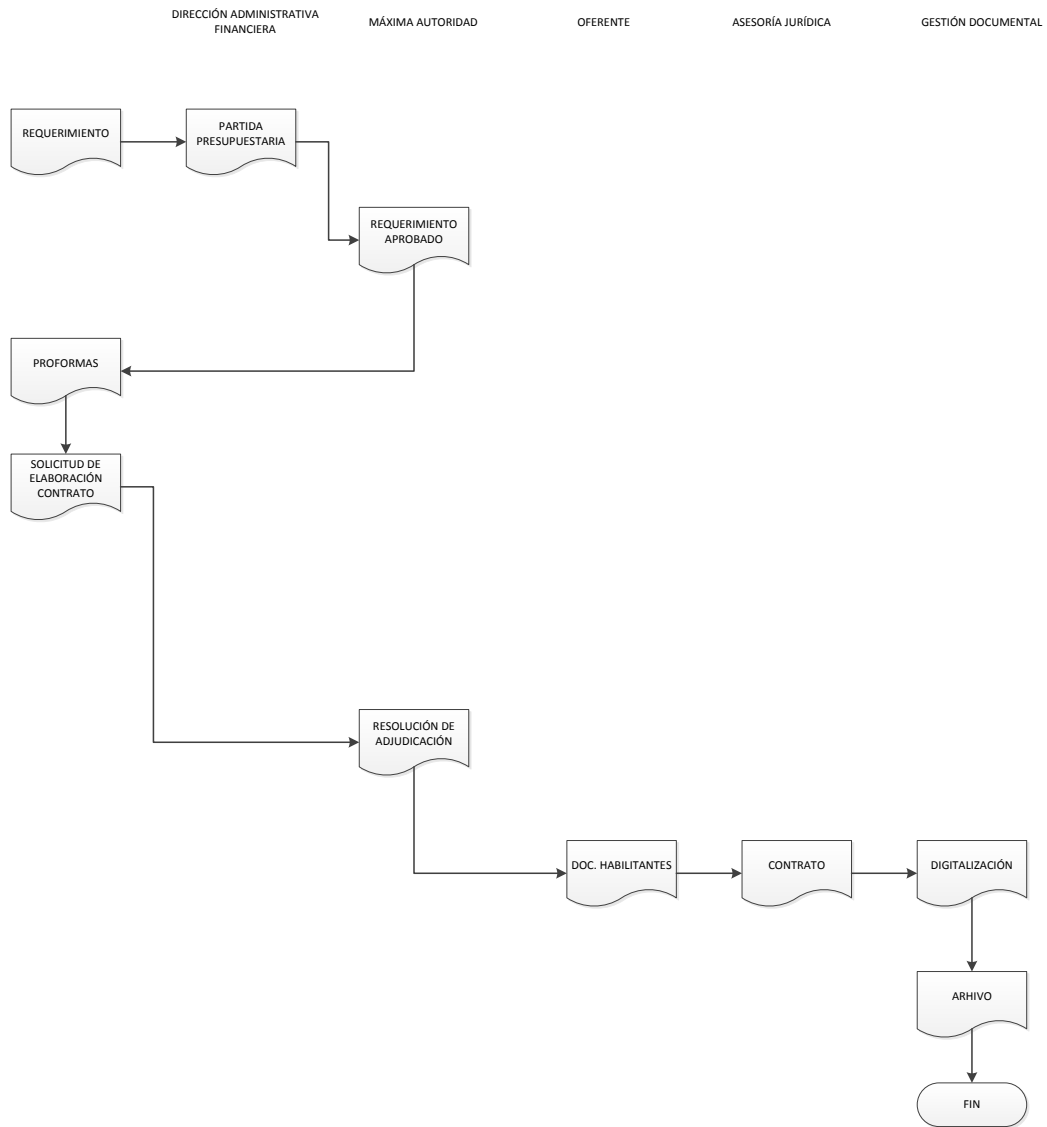 DIRECCIÓN ADMINISTRATIVA
FINANCIERA
MÁXIMA AUTORIDAD
OFERENTE
ASESORÍA JURÍDICA
GESTIÓN DOCUMENTAL
REQUERIMIENTO
PARTIDA
PRESUPUESTARIA
REQUERIMIENTO
APROBADO
PROFORMAS
SOLICITUD DE
ELABORACIÓN
CONTRATO
RESOLUCIÓN DE
ADJUDICACIÓN
DOC. HABILITANTES
CONTRATO
DIGITALIZACIÓN
ARHIVO
FIN